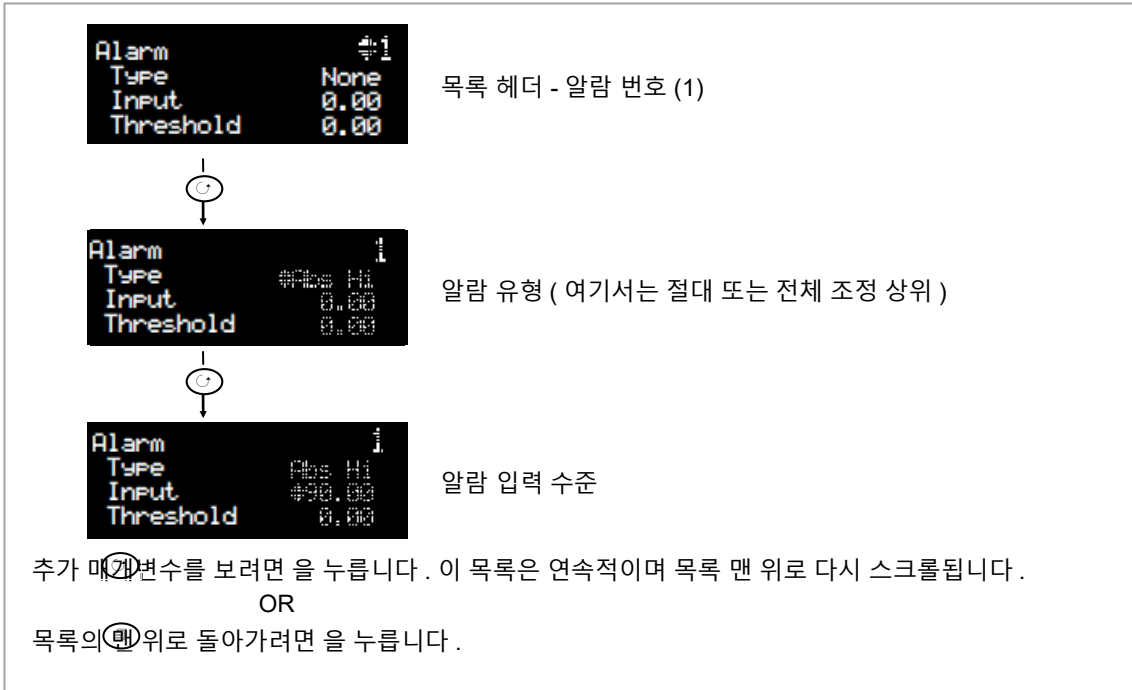 Alarm 1
Type None
Input 0.00
Threshold 0.00
목록 헤더 - 알람 번호 (1)
Alarm 1
Type Abs Hi
Input 0.00
Threshold 0.00
알람 유형 ( 여기서는 절대 또는 전체 조정 상위 )
Alarm 1
Type Abs Hi
Input 90.00
Threshold 0.00
알람 입력 수준
추가 매개변수를 보려면 을 누릅니다 . 이 목록은 연속적이며 목록 맨 위로 다시 스크롤됩니다 .
OR
목록의 맨 위로 돌아가려면 을 누릅니다 .